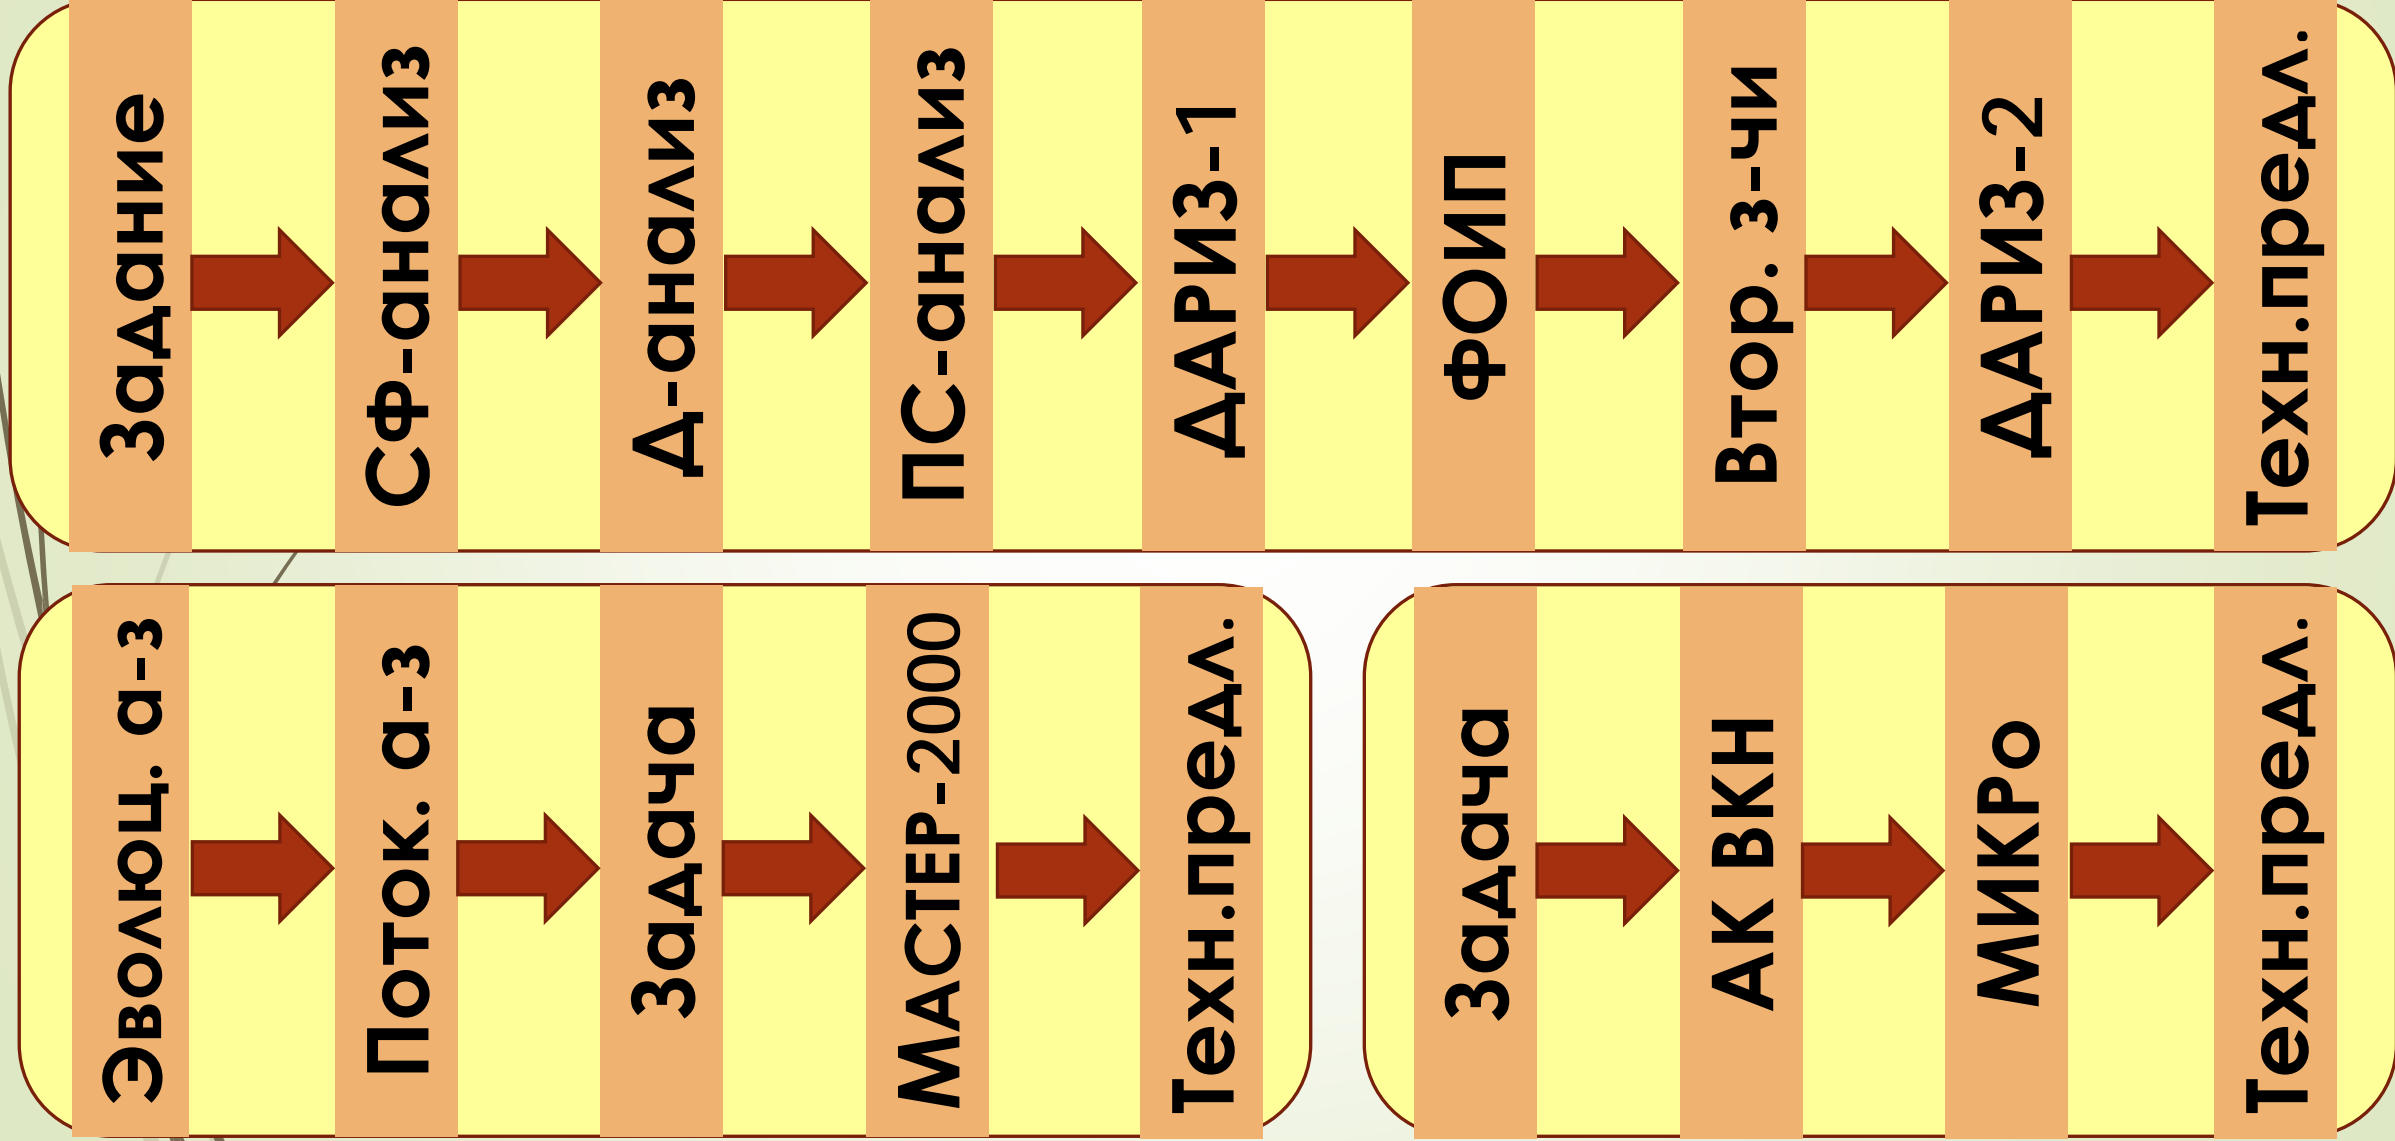 Задание
СФ-анализ
Д-анализ
ПС-анализ
ДАРИЗ-1
ФОИП
Втор. з-чи
ДАРИЗ-2
Техн.предл.
Эволюц. а-з
Поток. а-з
Задача
МАСТЕР-20000
Техн.предл.
Задача
АК ВКН
МИКРо
Техн.предл.